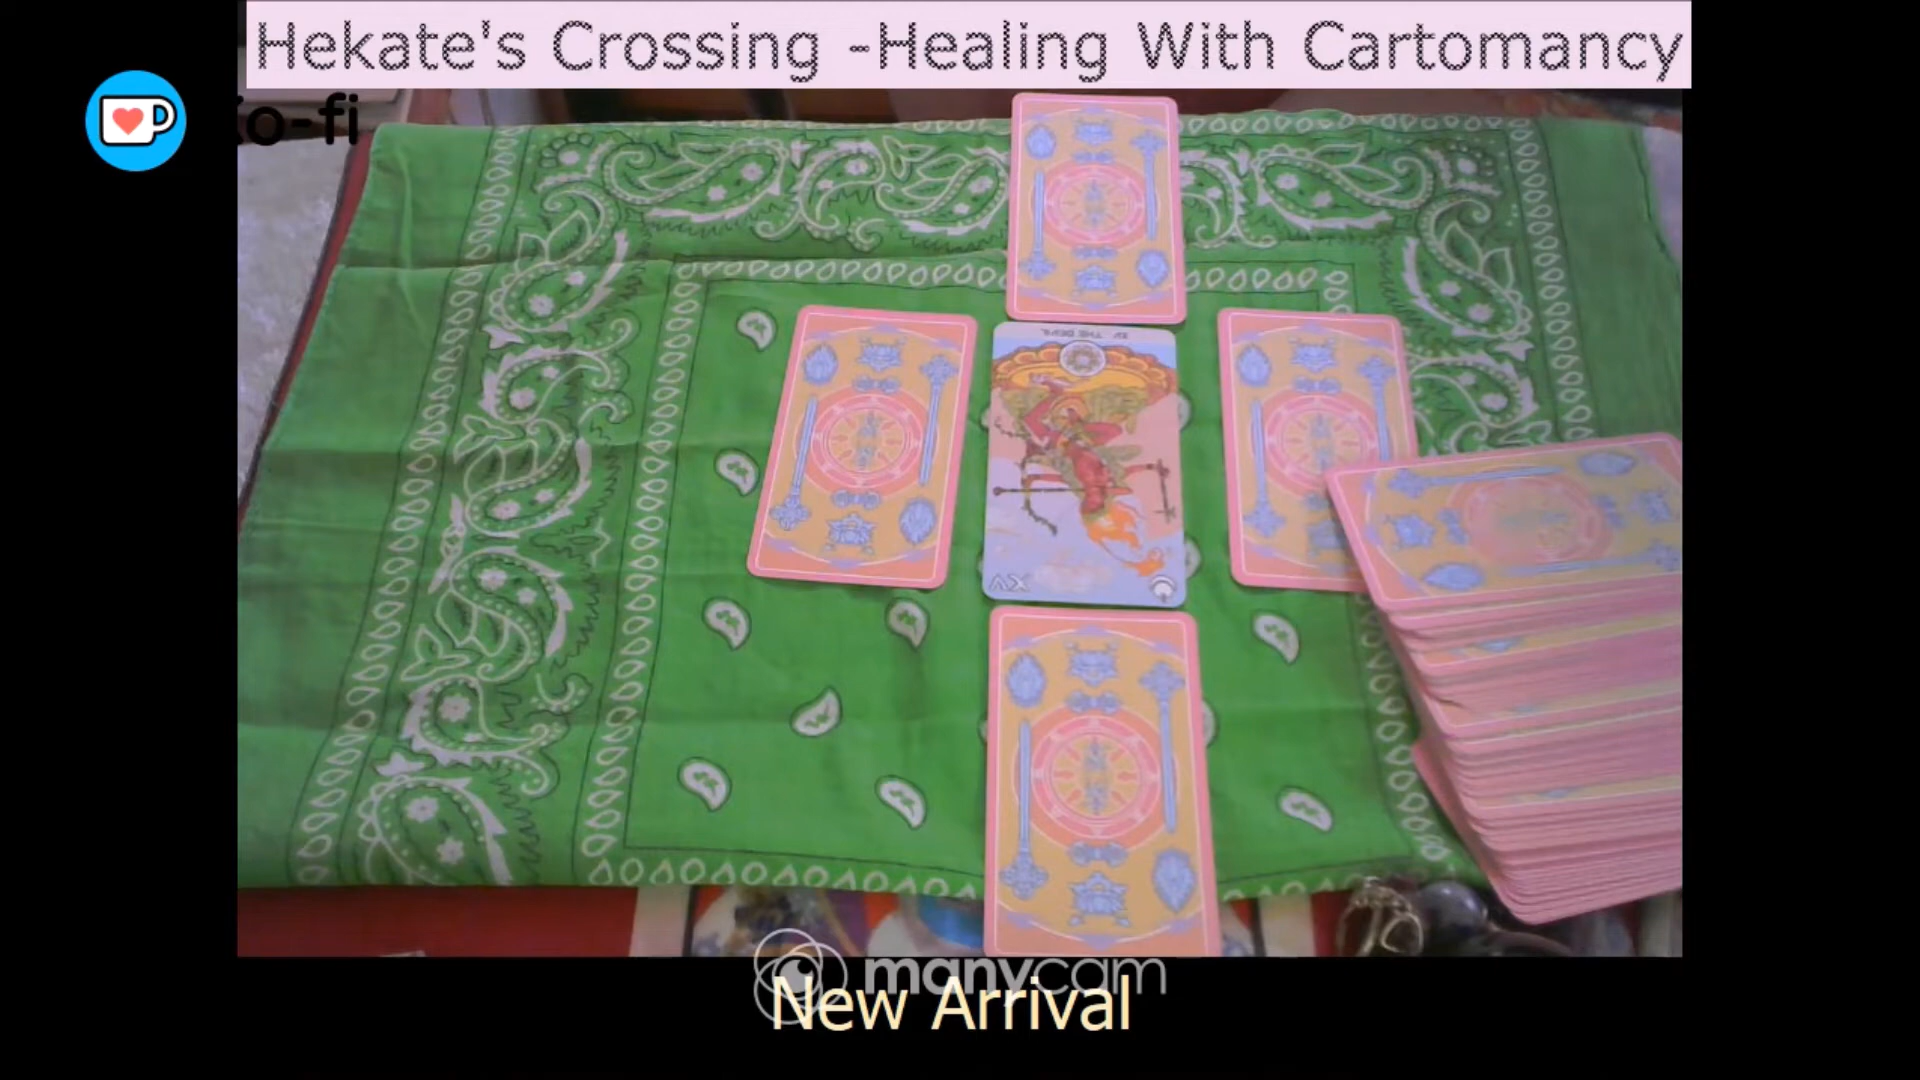 Hekate's Crossing -Healing With Cartomancy
Ko-fi
XV THE DEVIL
XV
manycam
New Arrival